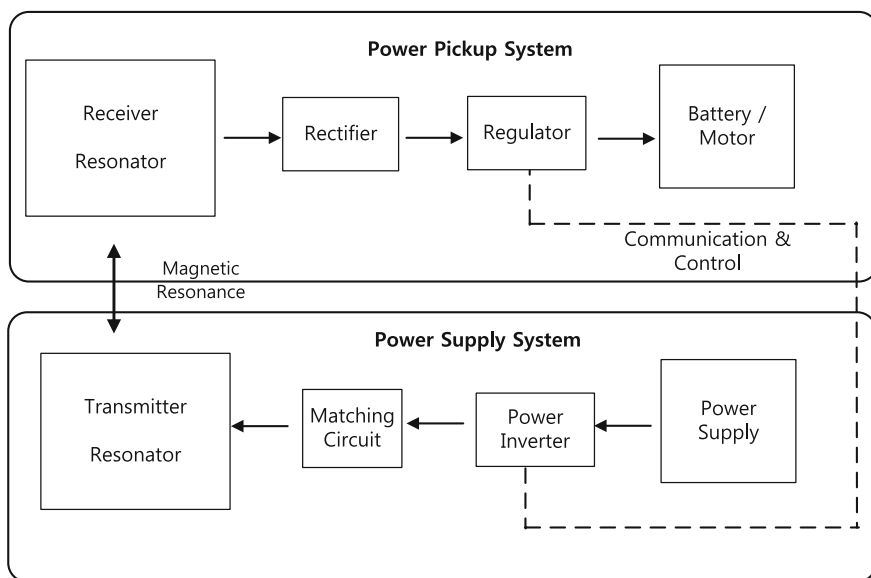 Power Pickup System
Receiver
Resonator
Rectifier
Regulator
Battery /
Motor
Communication &
Control
Magnetic
Resonance
Power Supply System
Transmitter
Resonator
Matching
Circuit
Power
Inverter
Power
Supply